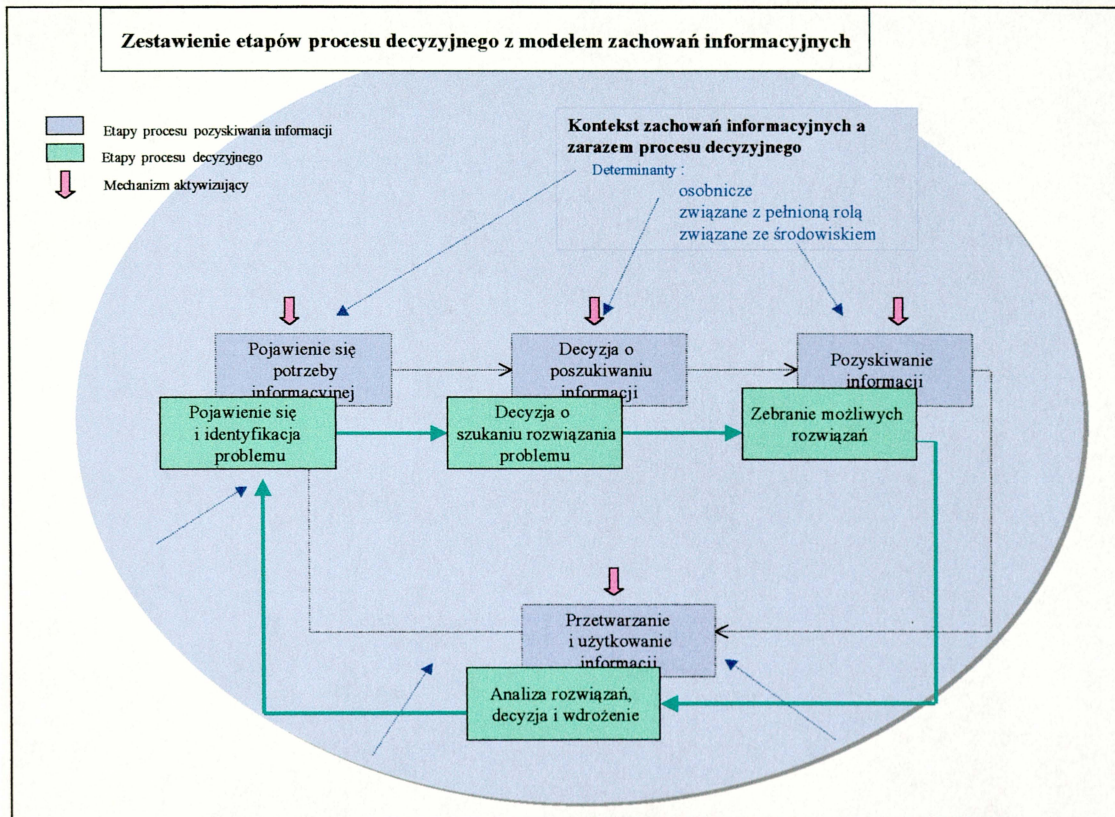 Zestawienie etapów procesu decyzyjnego z modelem zachowań informacyjnych
Etapy procesu pozyskiwania informacji
Etapy procesu decyzyjnego
Mechanizm aktywizujący
Kontekst zachowań informacyjnych a
zarazem procesu decyzyjnego
Determinanty :
osobnicze
związane z pełnioną rolą
związane ze środowiskiem
Pojawienie się
potrzeby
informacyjnej
Decyzja o
poszukiwaniu
informacji
Pozyskiwanie
informacji
Pojawienie się
i identyfikacja
problemu
Decyzja o
szukaniu rozwiązania
problemu
Zebranie możliwych
rozwiązań
Przetwarzanie
i użytkowanie
informacji
Analiza rozwiązań,
decyzja i wdrożenie